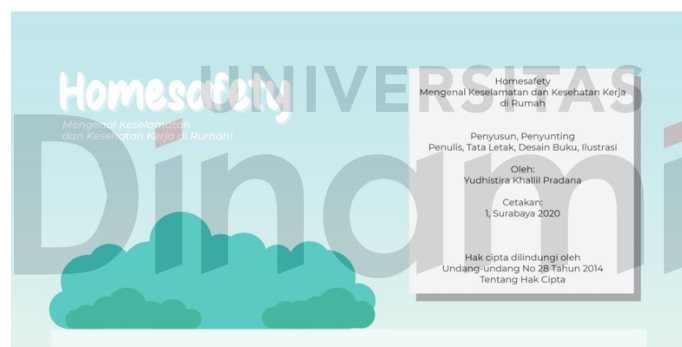 Homesafety
Mengenal Keselamatan
dan Kesehatan Kerja di Rumah!
UNIVERSITAS
Dinami
Homesafety
Mengenal Keselamatan dan Kesehatan Kerja
di Rumah
Penyusun, Penyunting
Penulis, Tata Letak, Desain Buku, Ilustrasi
Oleh:
Yudhistira Khallil Pradana
Cetakan:
1, Surabaya 2020
Hak cipta dilindungi oleh
Undang-undang No 28 Tahun 2014
Tentang Hak Cipta